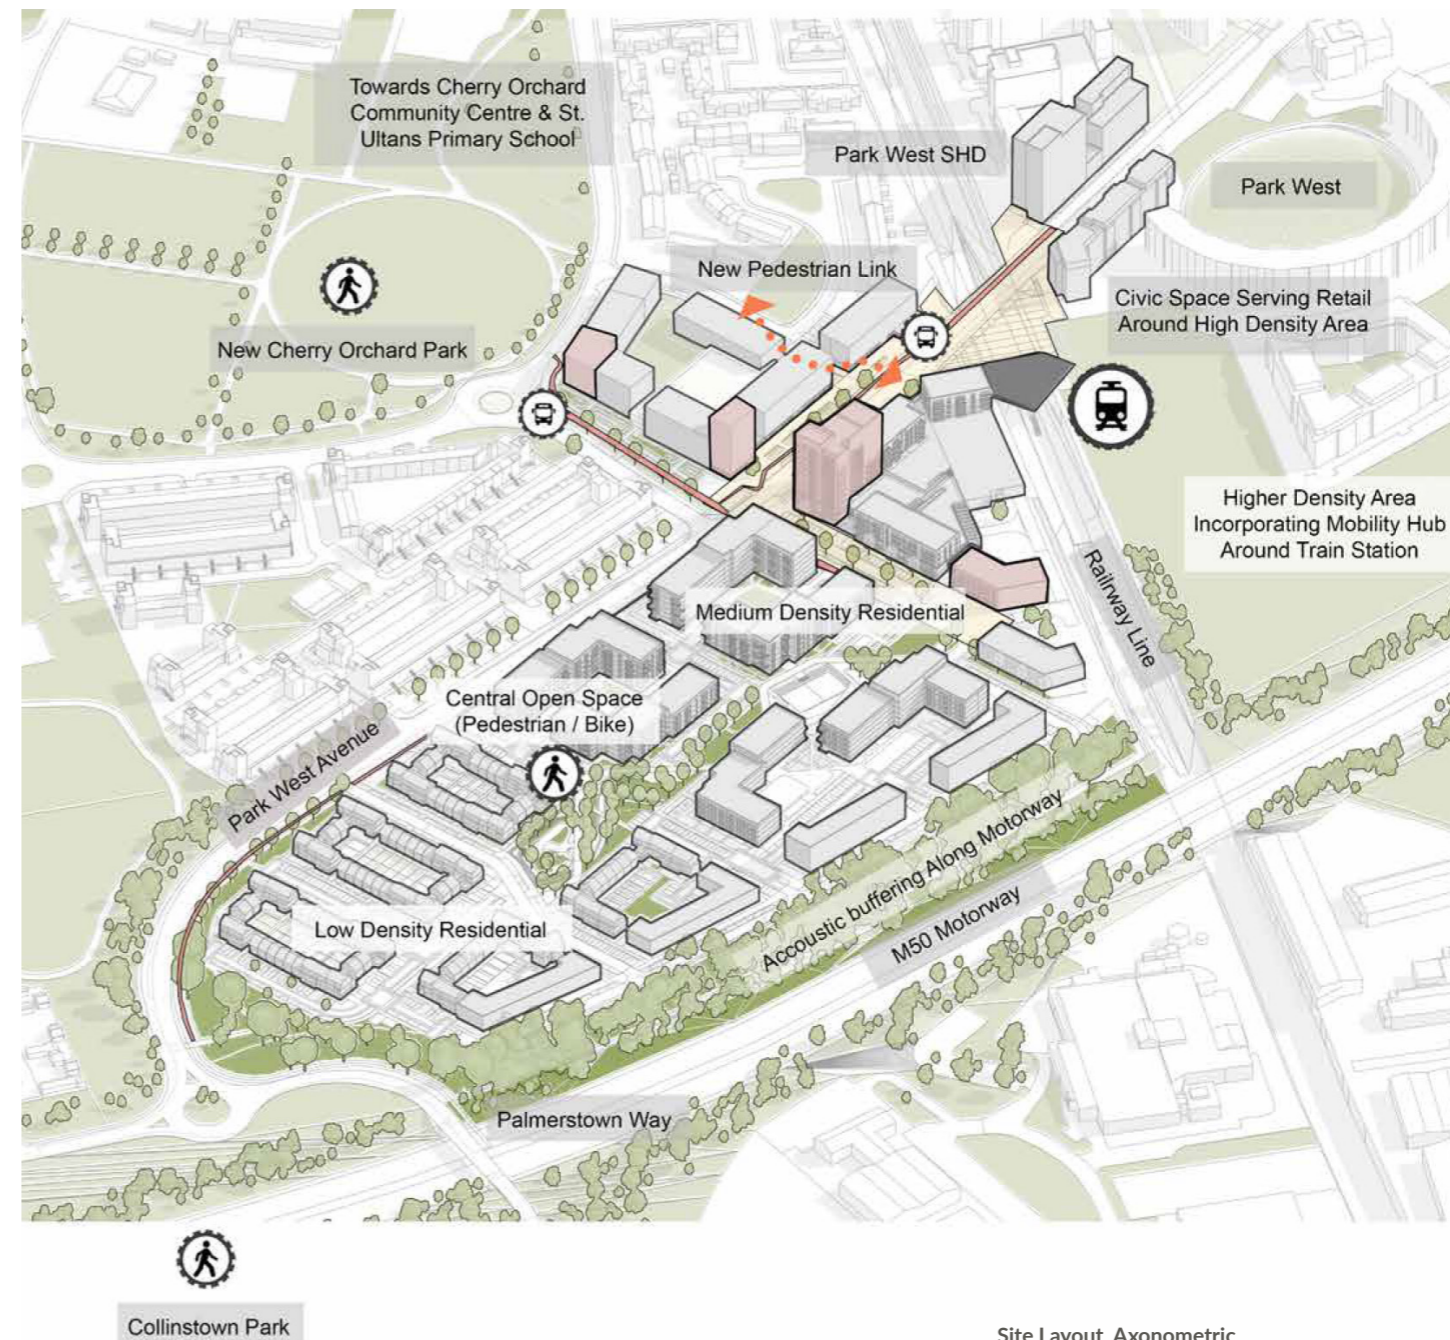 Towards Cherry Orchard
Community Centre & St.
Ultans Primary School
Park West SHD
Park West
New Pedestrian Link
Civic Space Serving Retail
Around High Density Area
New Cherry Orchard Park
Higher Density Area
Incorporating Mobility Hub
Around Train Station
Railrway Line
Medium Density Residential
Central Open Space
(Pedestrian / Bike)
Park West Avenue
Accoustic buffering Along Motorway
M50 Motorway
Low Density Residential
Palmerstown Way
Collinstown Park
Site Layout Axonometric